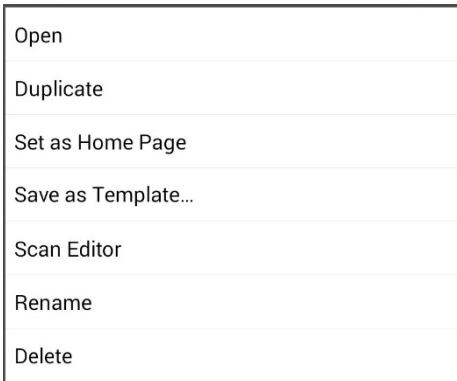 Open
Duplicate
Set as Home Page
Save as Template…
Scan Editor
Rename
Delete